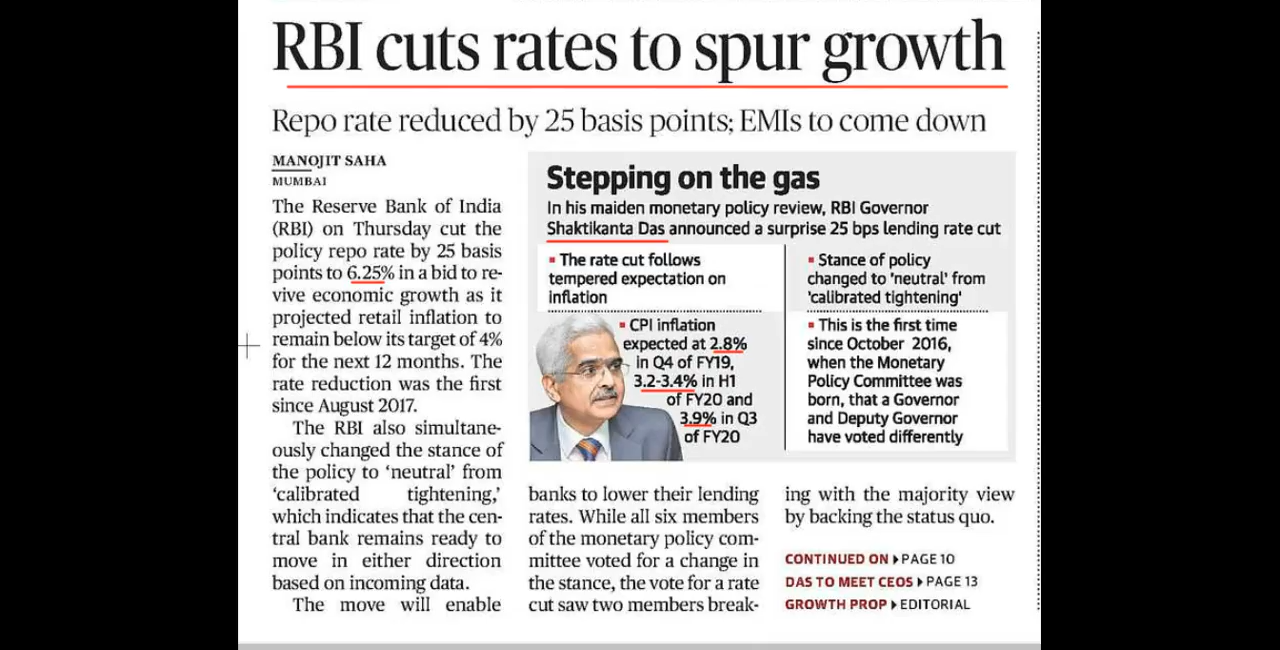 RBI cuts rates to spur growth
Repo rate reduced by 25 basis points; EMIs to come down
MANOJIT SAHA
MUMBAI
The Reserve Bank of India
(RBI) on Thursday cut the
policy repo rate by 25 basis
points to 6.25% in a bid to re-
vive economic growth as it
projected retail inflation to
remain below its target of 4%
for the next 12 months. The
rate reduction was the first
since August 2017.
The RBI also simultane-
ously changed the stance of
the policy to ‘neutral’ from
‘calibrated tightening,’
which indicates that the cen-
tral bank remains ready to
move in either direction
based on incoming data.
The move will enable
Stepping on the gas
In his maiden monetary policy review, RBI Governor
Shaktikanta Das announced a surprise 25 bps lending rate cut
▪ The rate cut follows
tempered expectation on
inflation
▪ CPI inflation
expected at 2.8%
in Q4 of FY19,
3.2-3.4% in H1
of FY20 and
3.9% in Q3
of FY20
▪ Stance of policy
changed to 'neutral' from
'calibrated tightening'
▪ This is the first time
since October 2016,
when the Monetary
Policy Committee was
born, that a Governor
and Deputy Governor
have voted differently
banks to lower their lending
rates. While all six members
of the monetary policy com-
mittee voted for a change in
the stance, the vote for a rate
cut saw two members break-
ing with the majority view
by backing the status quo.
CONTINUED ON ▶ PAGE 10
DAS TO MEET CEOS ▶ PAGE 13
GROWTH PROP ▶ EDITORIAL